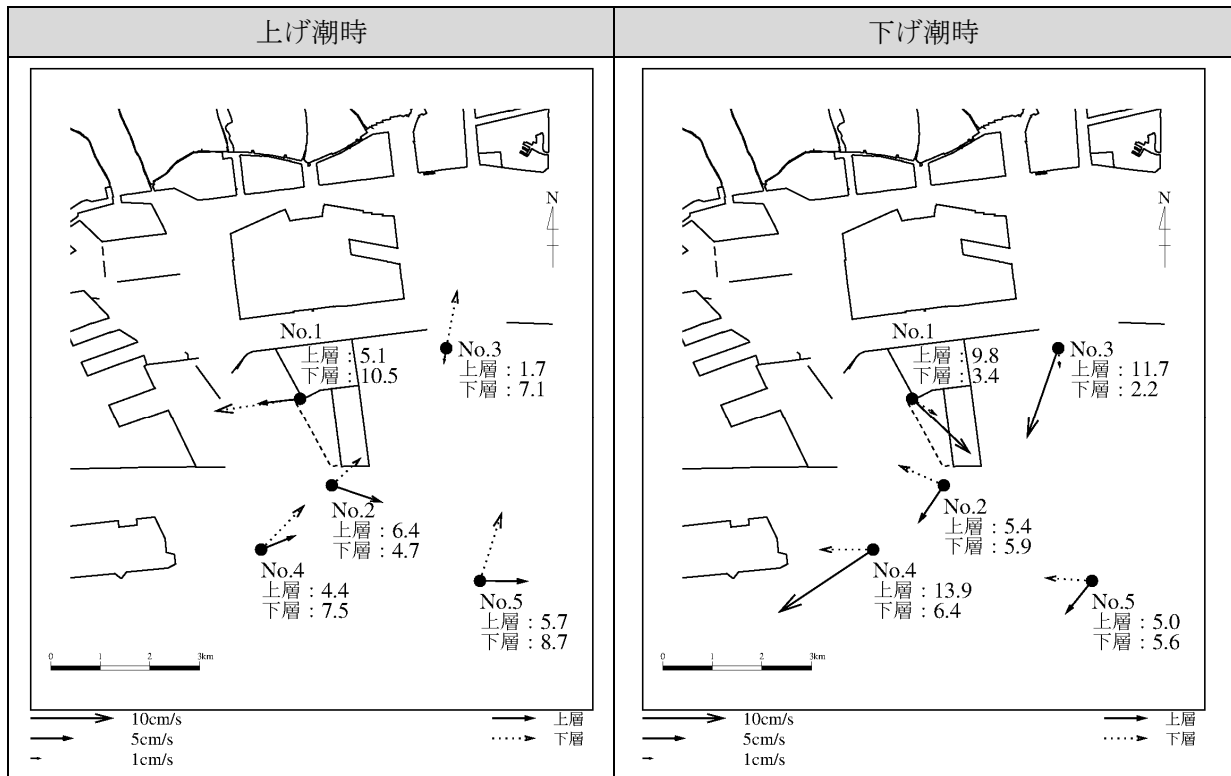 上げ潮時
N
No.1
上層：5.1
下層：10.5
No.3
上層：1.7
下層：7.1
No.2
上層：6.4
下層：4.7
No.4
上層：4.4
下層：7.5
No.5
上層：5.7
下層：8.7
0 1 2 3km
10cm/s
5cm/s
1cm/s
上層
下層
下げ潮時
N
No.1
上層：9.8
下層：3.4
No.3
上層：11.7
下層：2.2
No.2
上層：5.4
下層：5.9
No.4
上層：13.9
下層：6.4
No.5
上層：5.0
下層：5.6
0 1 2 3km
10cm/s
5cm/s
1cm/s
上層
下層